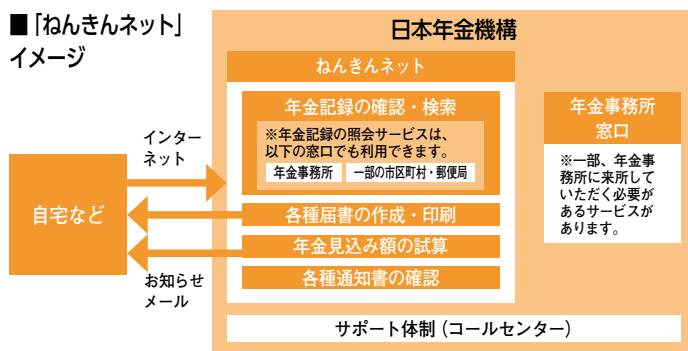 ■「ねんきんネット」
イメージ
日本年金機構
ねんきんネット
年金記録の確認・検索
※年金記録の照会サービスは、
以下の窓口でも利用できます。
年金事務所
一部の市区町村・郵便局
各種届書の作成・印刷
年金見込み額の試算
各種通知書の確認
インター
ネット
自宅など
お知らせ
メール
年金事務所
窓口
※一部、年金事
務所に来所して
いただく必要が
あるサービスが
あります。
サポート体制（コールセンター）